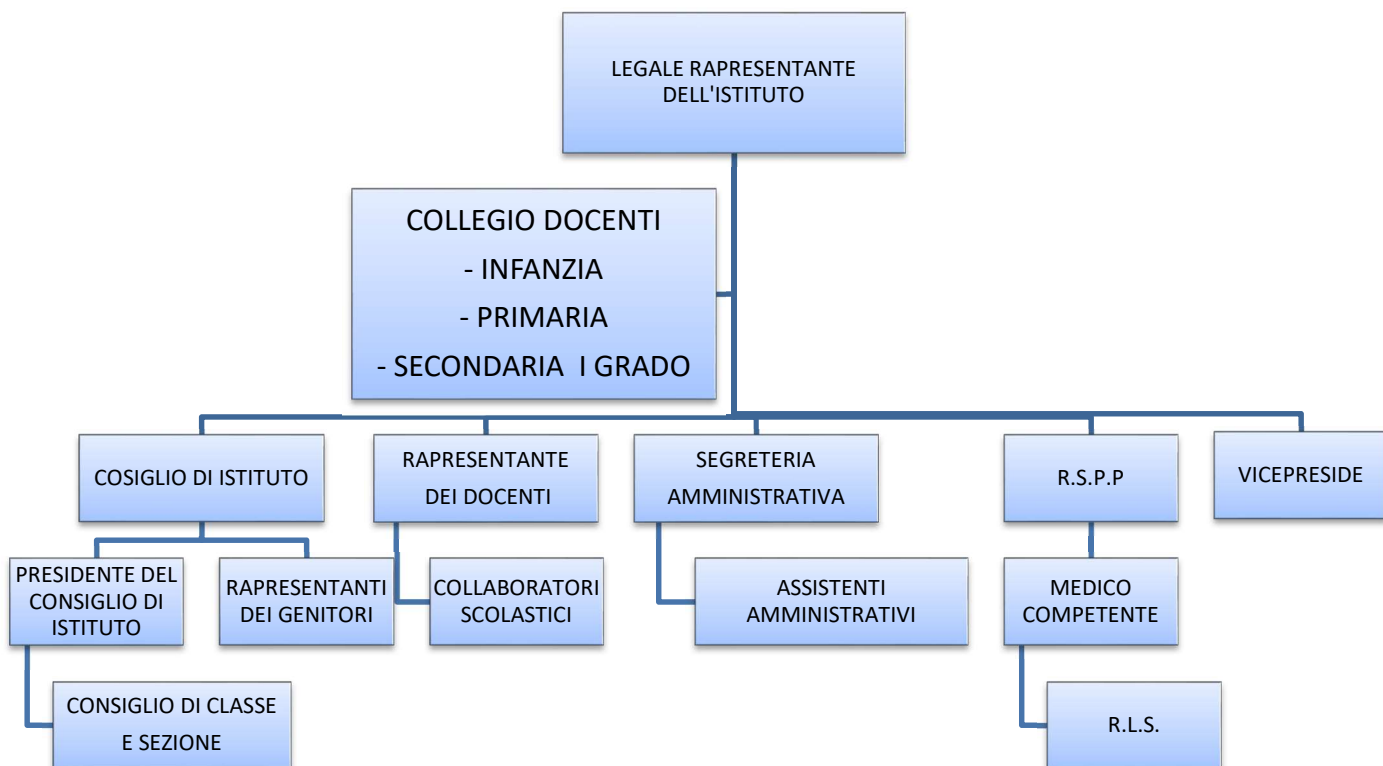 LEGALE RAPRESENTANTE
DELL'ISTITUTO
COLLEGIO DOCENTI
- INFANZIA
- PRIMARIA
- SECONDARIA I GRADO
COSIGLIO DI ISTITUTO
RAPRESENTANTE
DEI DOCENTI
SEGRETERIA
AMMINISTRATIVA
R.S.P.P
VICEPRESIDE
PRESIDENTE DEL
CONSIGLIO DI
ISTITUTO
RAPRESENTANTI
DEI GENITORI
COLLABORATORI
SCOLASTICI
ASSISTENTI
AMMINISTRATIVI
MEDICO
COMPETENTE
CONSIGLIO DI CLASSE
E SEZIONE
R.L.S.